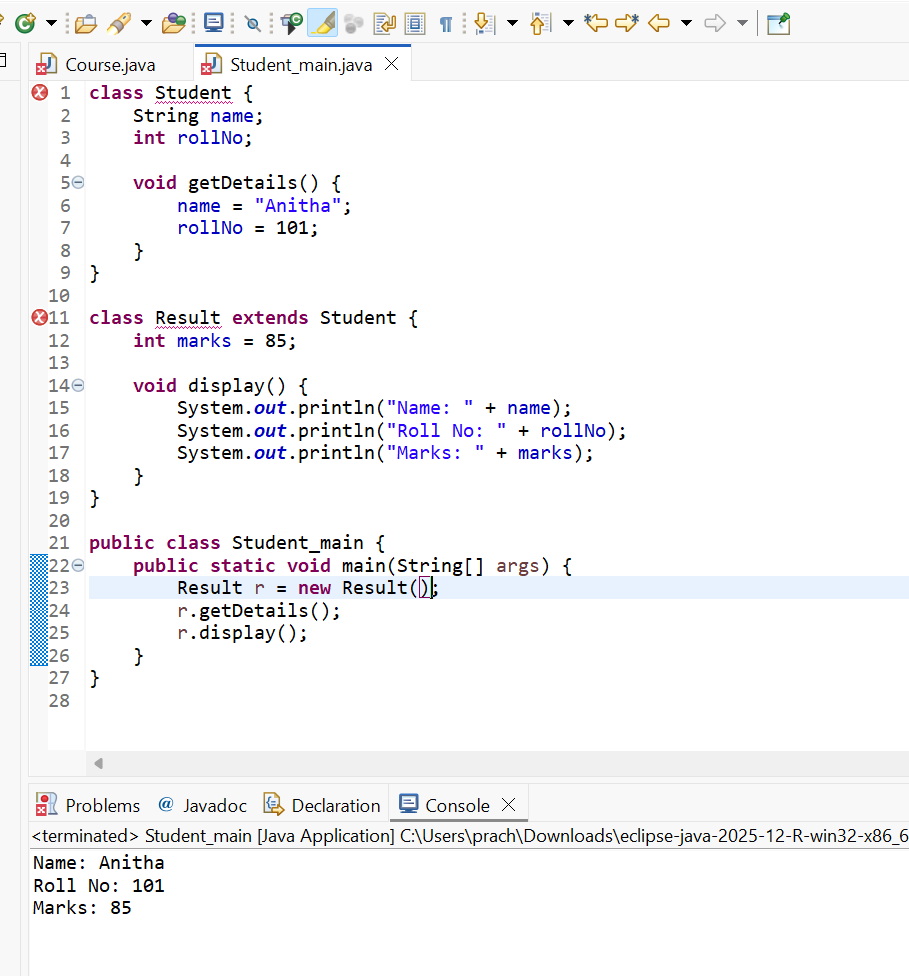 Course.java Student_main.java
1 class Student {
2     String name;
3     int rollNo;
4
5     void getDetails() {
6         name = "Anitha";
7         rollNo = 101;
8     }
9 }
10
11 class Result extends Student {
12     int marks = 85;
13
14     void display() {
15         System.out.println("Name: " + name);
16         System.out.println("Roll No: " + rollNo);
17         System.out.println("Marks: " + marks);
18     }
19 }
20
21 public class Student_main {
22     public static void main(String[] args) {
23         Result r = new Result();
24         r.getDetails();
25         r.display();
26     }
27 }
28
Problems @ Javadoc Declaration Console
<terminated> Student_main [Java Application] C:\Users\prach\Downloads\eclipse-java-2025-12-R-win32-x86_6
Name: Anitha
Roll No: 101
Marks: 85